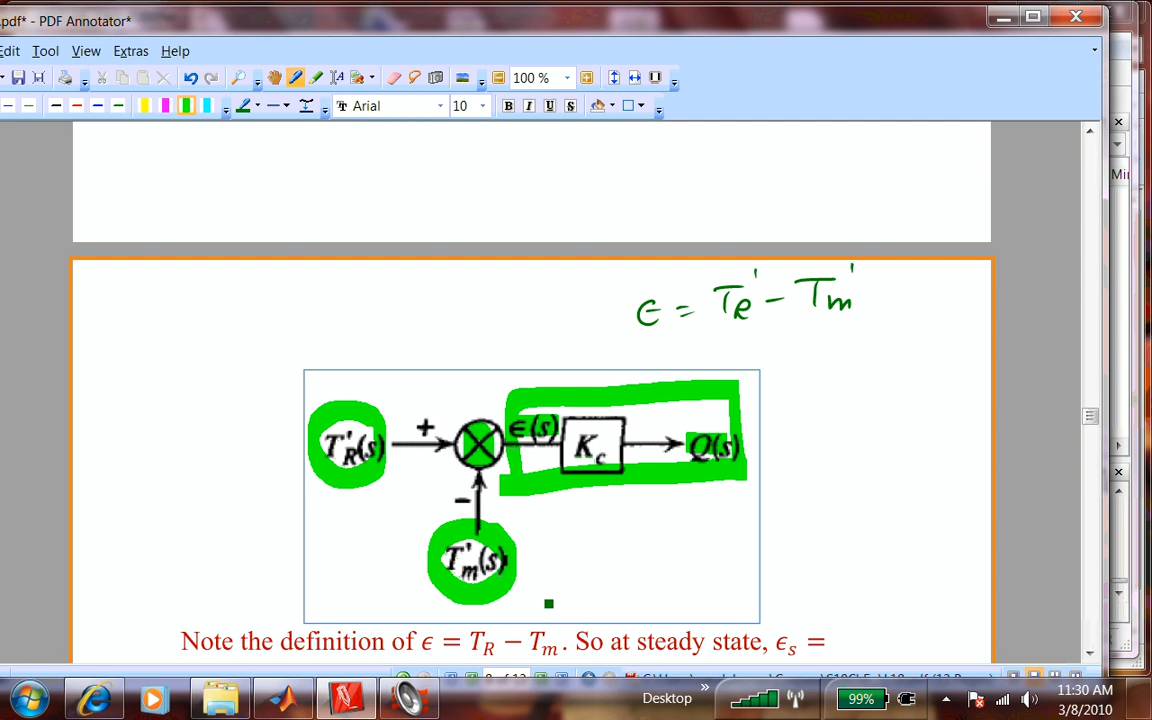 .pdf* - PDF Annotator*
Edit Tool View Extras Help
100 %
Arial 10 B I U S
Min
ϵ = T_R' - T_m'
T'_R(s) + ϵ(s) K_c Q(s)
−
T'_m(s)
Note the definition of ϵ = T_R − T_m. So at steady state, ϵ_s =
Desktop » 99% 11:30 AM
3/8/2010